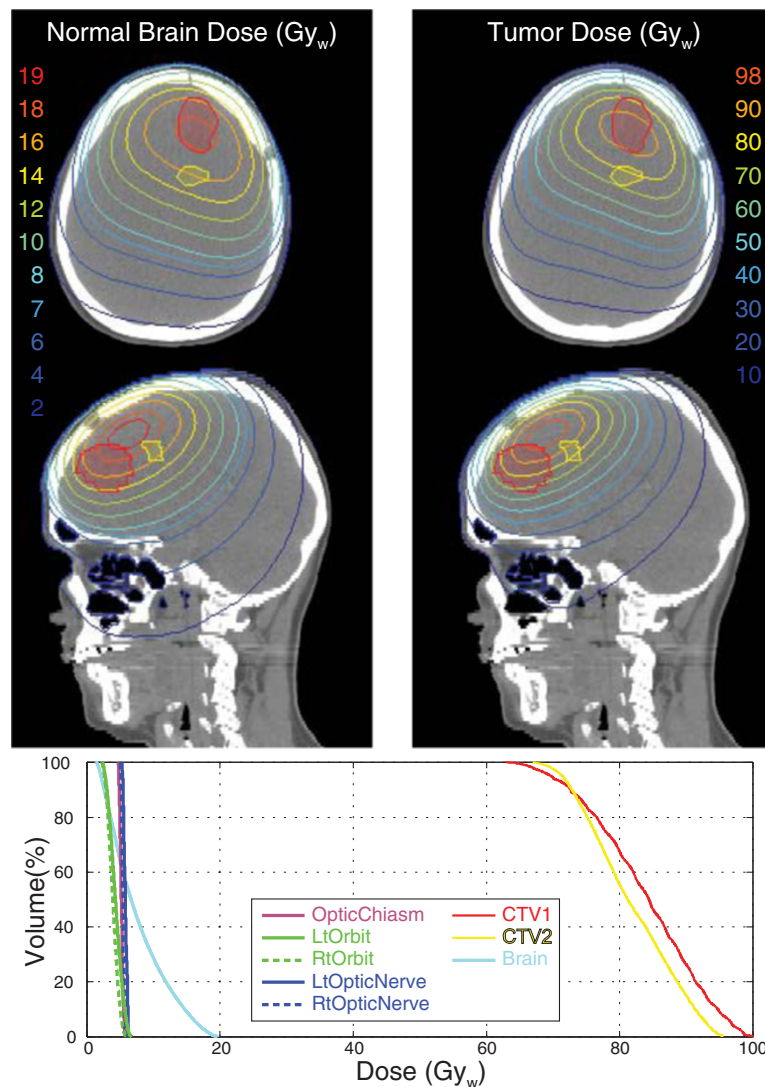 Normal Brain Dose (Gyw)
19
18
16
14
12
10
8
7
6
4
2
Tumor Dose (Gyw)
98
90
80
70
60
50
40
30
20
10
Volume(%)
100
80
60
40
20
0
OpticChiasm
LtOrbit
RtOrbit
LtOpticNerve
RtOpticNerve
CTV1
CTV2
Brain
0 20 40 60 80 100
Dose (Gyw)